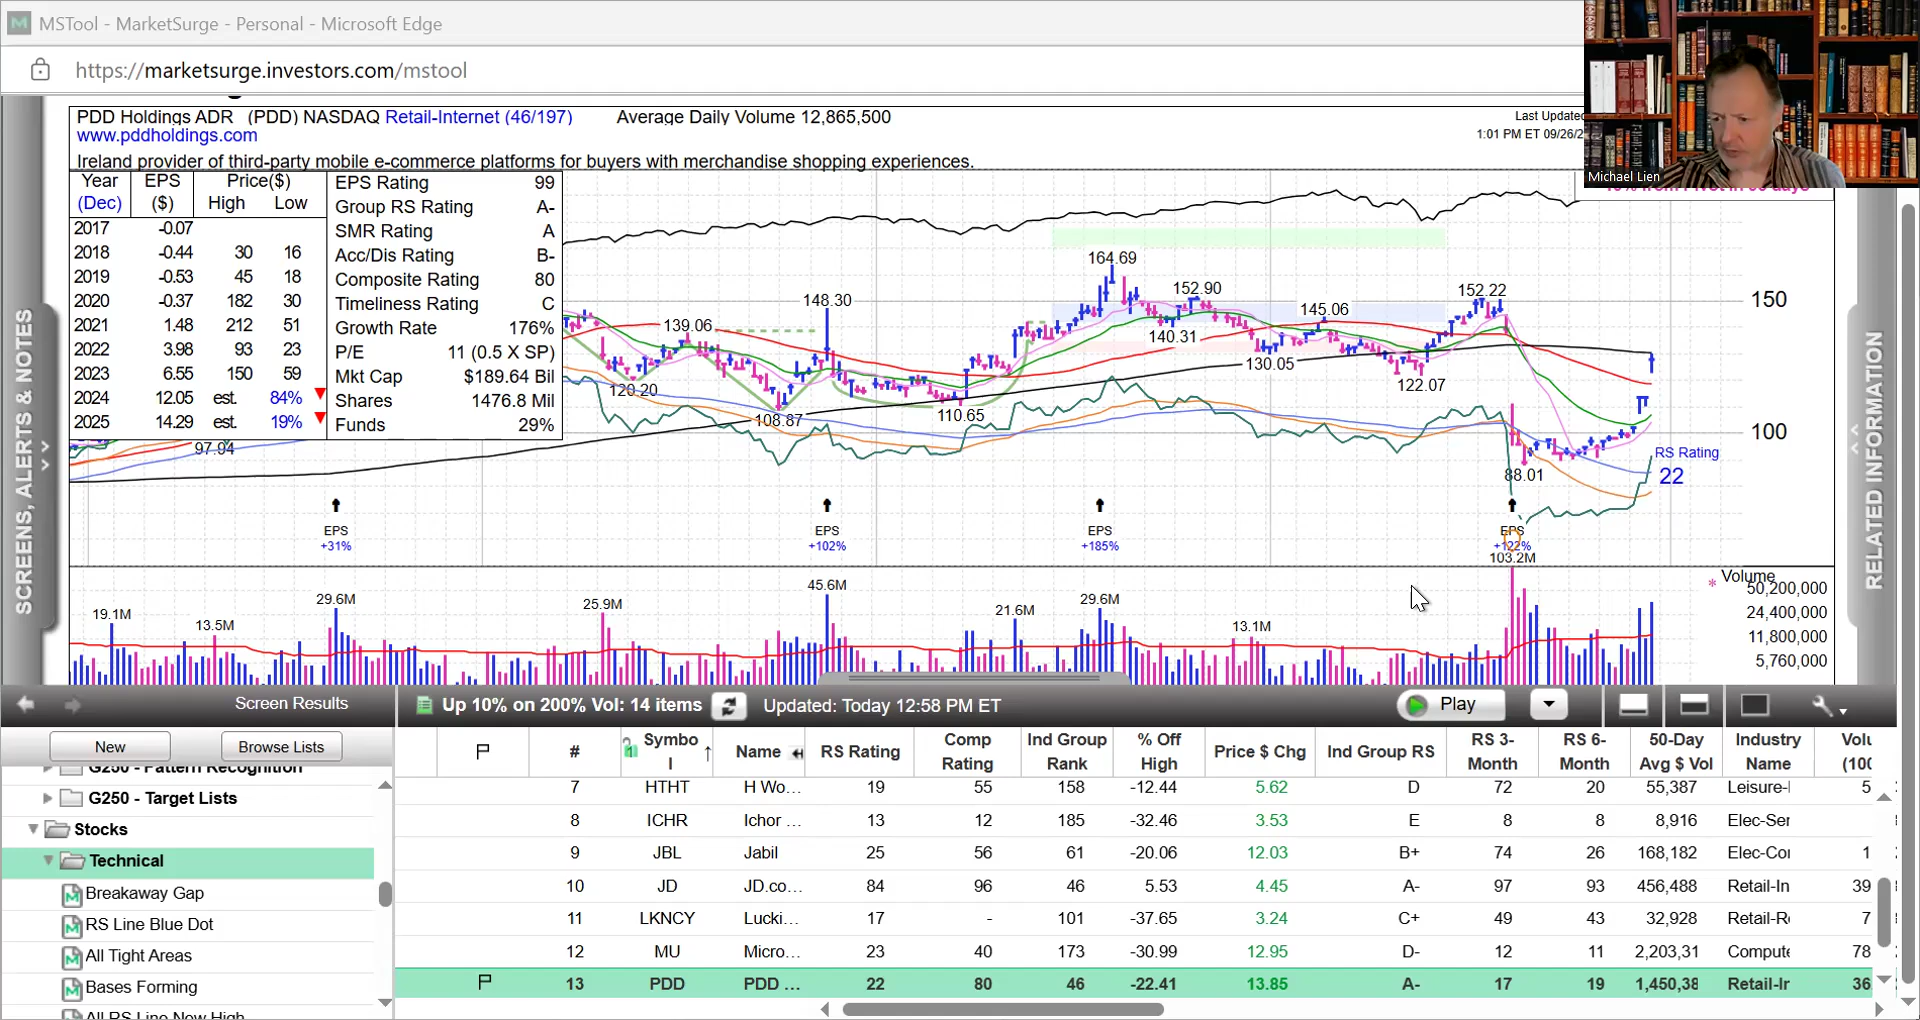 MSTool - MarketSurge - Personal - Microsoft Edge
https://marketsurge.investors.com/mstool
Michael Lien
PDD Holdings ADR (PDD) NASDAQ Retail-Internet (46/197) Average Daily Volume 12,865,500
Last Updated
www.pddholdings.com
1:01 PM ET 09/26/2
Ireland provider of third-party mobile e-commerce platforms for buyers with merchandise shopping experiences.
Year EPS Price($)
(Dec) ($) High Low
2017 -0.07
2018 -0.44 30 16
2019 -0.53 45 18
2020 -0.37 182 30
2021 1.48 212 51
2022 3.98 93 23
2023 6.55 150 59
2024 12.05 est. 84%
2025 14.29 est. 19%
EPS Rating 99
Group RS Rating A-
SMR Rating A
Acc/Dis Rating B-
Composite Rating 80
Timeliness Rating C
Growth Rate 176%
P/E 11 (0.5 X SP)
Mkt Cap $189.64 Bil
Shares 1476.8 Mil
Funds 29%
164.69
148.30
152.90
152.22
145.06
139.06
140.31
130.05
122.07
120.20
108.87
110.65
97.94
88.01
150
100
RS Rating
22
EPS
+31%
EPS
+102%
EPS
+185%
EPS
+122%
103.2M
Volume
50,200,000
24,400,000
11,800,000
5,760,000
19.1M
13.5M
29.6M
25.9M
45.6M
21.6M
29.6M
13.1M
SCREENS, ALERTS & NOTES
RELATED INFORMATION
Screen Results
Up 10% on 200% Vol: 14 items
Updated: Today 12:58 PM ET
Play
New
Browse Lists
G250 - Pattern Recognition
G250 - Target Lists
Stocks
Technical
Breakaway Gap
RS Line Blue Dot
All Tight Areas
Bases Forming
All RS Line New High
# Symbo l Name RS Rating Comp Rating Ind Group Rank % Off High Price $ Chg Ind Group RS RS 3-Month RS 6-Month 50-Day Avg $ Vol Industry Name Volu (100
7 HTHT H Wo... 19 55 158 -12.44 5.62 D 72 20 55,387 Leisure- 5
8 ICHR Ichor ... 13 12 185 -32.46 3.53 E 8 8 8,916 Elec-Ser
9 JBL Jabil 25 56 61 -20.06 12.03 B+ 74 26 168,182 Elec-Co 1
10 JD JD.co... 84 96 46 5.53 4.45 A- 97 93 456,488 Retail-In 39
11 LKNCY Lucki... 17 - 101 -37.65 3.24 C+ 49 43 32,928 Retail-R 7
12 MU Micro... 23 40 173 -30.99 12.95 D- 12 11 2,203,31 Compute 78
13 PDD PDD ... 22 80 46 -22.41 13.85 A- 17 19 1,450,38 Retail-Ir 36